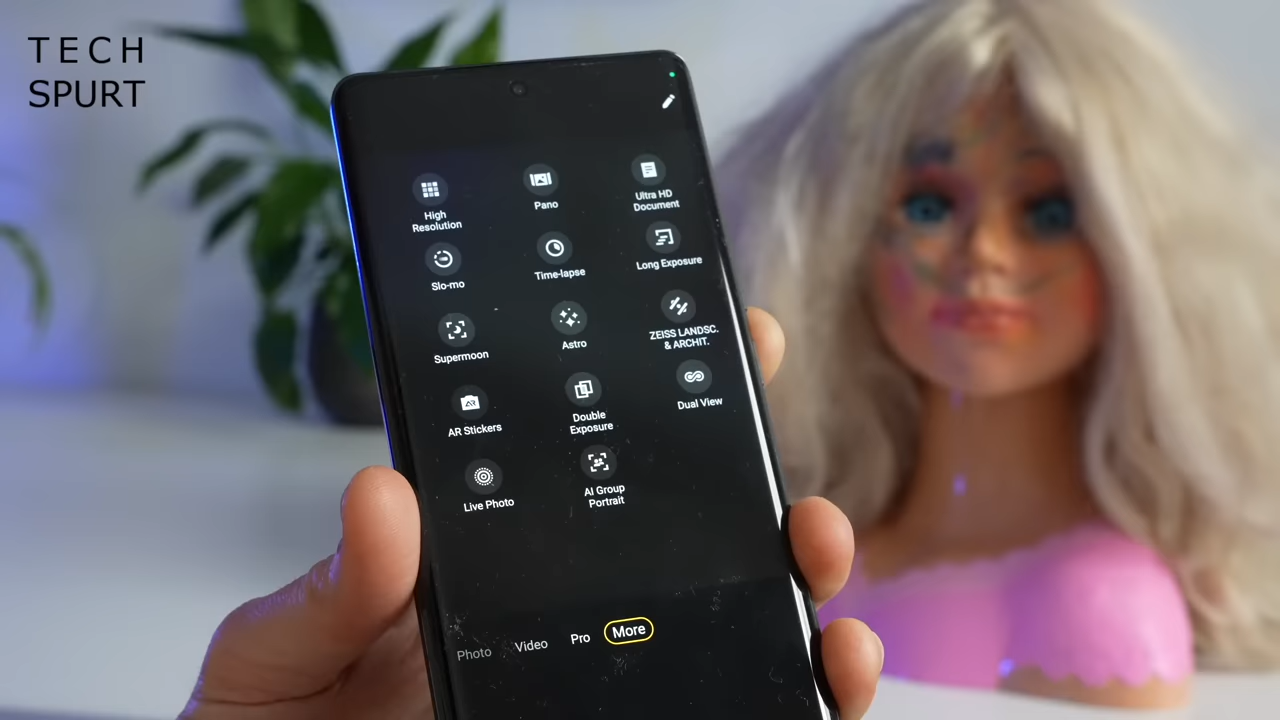 TECH
SPURT
High
Resolution
Pano
Ultra HD
Document
Slo-mo
Time-lapse
Long Exposure
Supermoon
Astro
ZEISS LANDSC.
& ARCHIT.
AR
AR Stickers
Double
Exposure
Dual View
Live Photo
AI Group
Portrait
Photo
Video
Pro
More